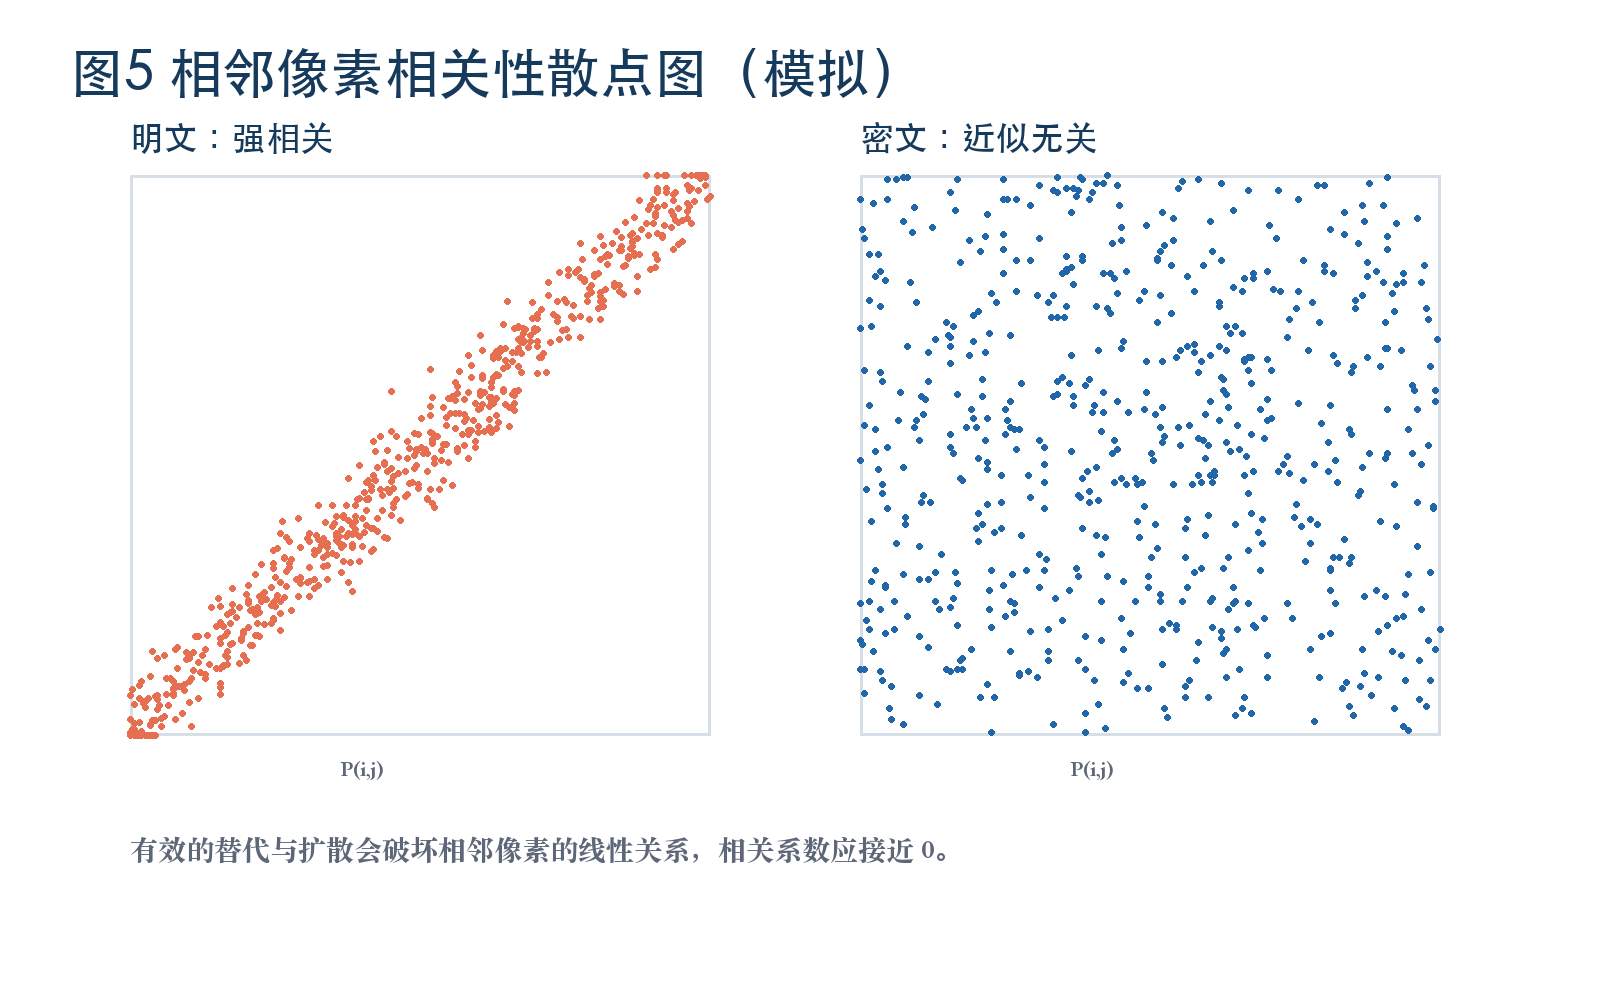 图5 相邻像素相关性散点图（模拟）
明文：强相关
密文：近似无关
P(i,j)
P(i,j)
有效的替代与扩散会破坏相邻像素的线性关系，相关系数应接近 0。